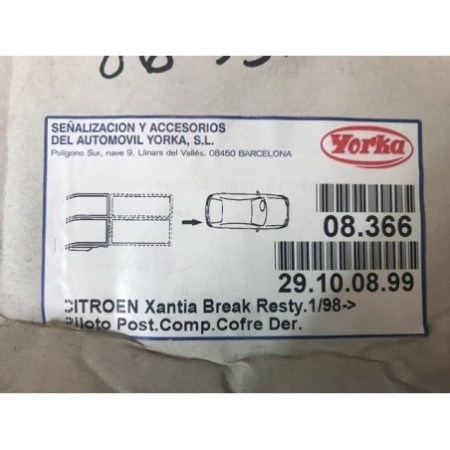 SEÑALIZACION Y ACCESORIOS
DEL AUTOMOVIL YORKA, S.L.
Poligono Sur, nave 9. Llinars del Vallés. 08450 BARCELONA
Yorka
08.366
29.10.08.99
CITROEN Xantia Break Resty.1/98->
Piloto Post.Comp.Cofre Der.